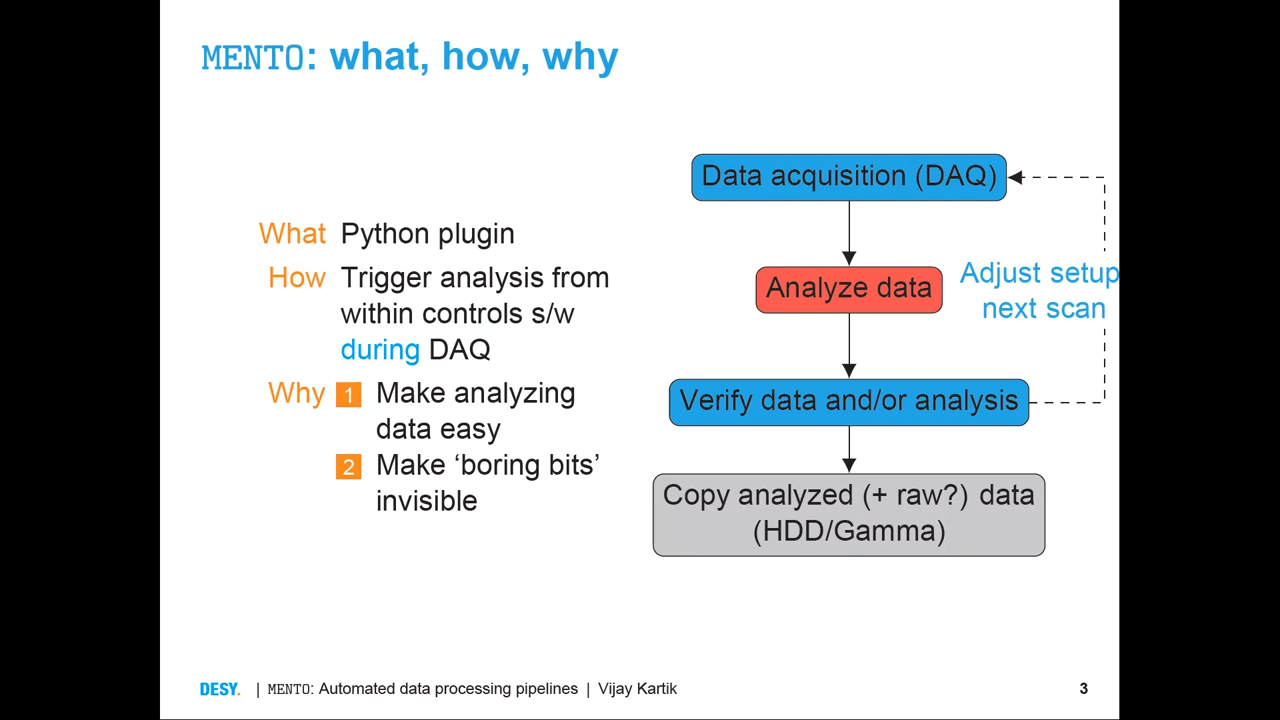 MENTO: what, how, why
What Python plugin
How Trigger analysis from
within controls s/w
during DAQ
Why 1 Make analyzing
data easy
2 Make ‘boring bits’
invisible
Data acquisition (DAQ)
Analyze data
Adjust setup
next scan
Verify data and/or analysis
Copy analyzed (+ raw?) data
(HDD/Gamma)
DESY. | MENTO: Automated data processing pipelines | Vijay Kartik 3